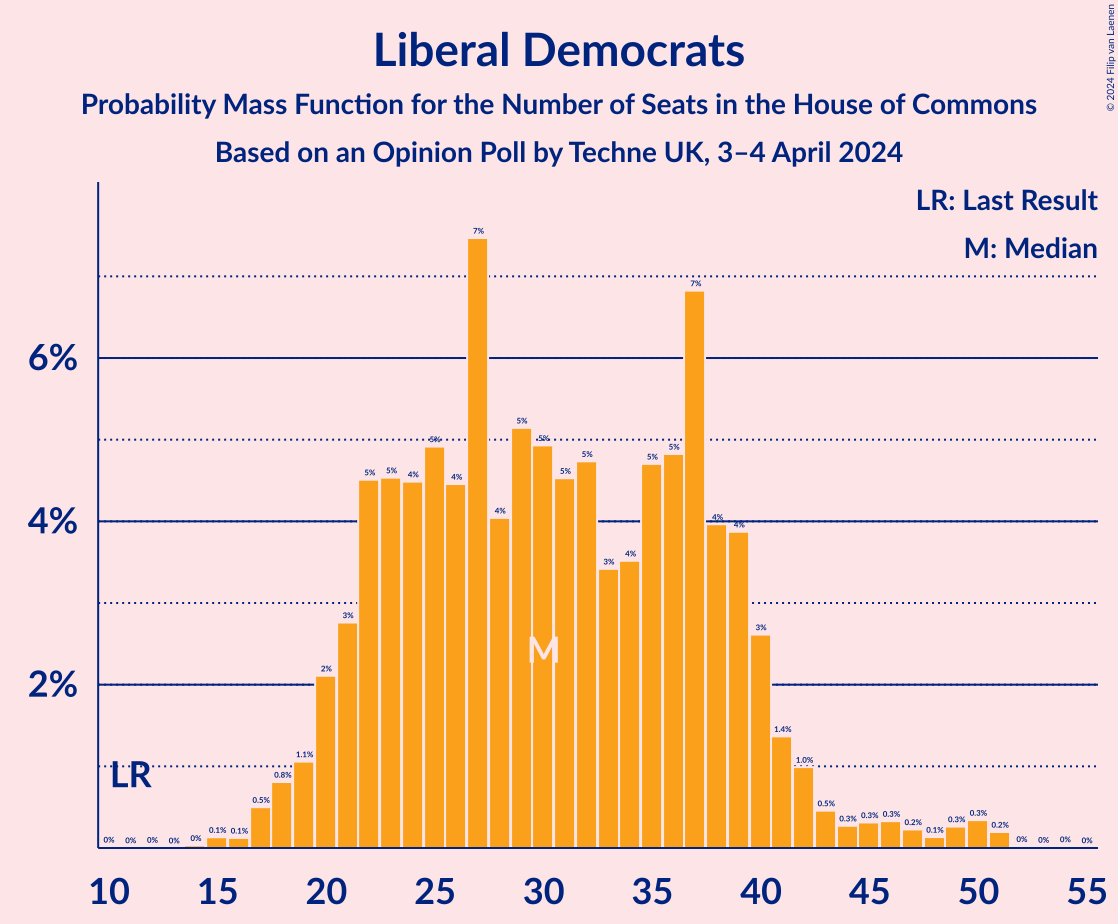 Liberal Democrats
Probability Mass Function for the Number of Seats in the House of Commons
Based on an Opinion Poll by Techne UK, 3–4 April 2024
© 2024 Filip van Laenen
LR: Last Result
M: Median
6%
4%
2%
LR
M
0% 0% 0% 0% 0% 0.1% 0.1% 0.5% 0.8% 1.1% 2% 3% 5% 5% 4% 5% 4% 7% 4% 5% 5% 5% 5% 3% 4% 5% 5% 7% 4% 4% 3% 1.4% 1.0% 0.5% 0.3% 0.3% 0.3% 0.2% 0.1% 0.3% 0.3% 0.2% 0% 0% 0% 0%
10 15 20 25 30 35 40 45 50 55